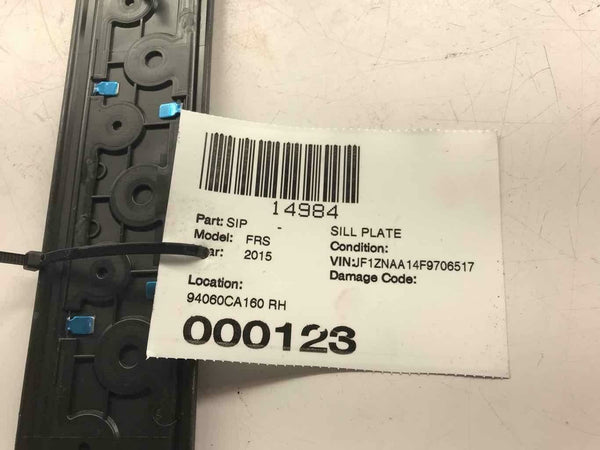 14984
Part: SIP - SILL PLATE
Model: FRS Condition:
ar: 2015 VIN:JF1ZNAA14F9706517
Damage Code:
Location:
94060CA160 RH
000123